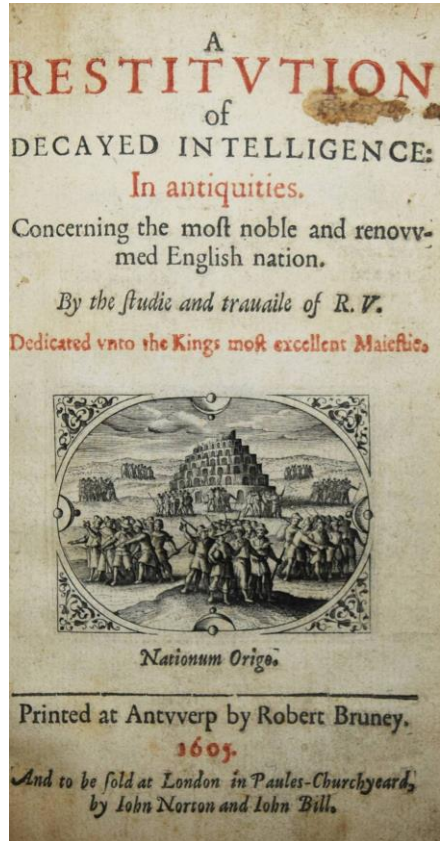 A
RESTITVTION
of
DECAYED INTELLIGENCE:
In antiquities.
Concerning the moſt noble and renovv-
med Engliſh nation.
By the ſtudie and trauaile of R. V.
Dedicated vnto the Kings moſt excellent Maieſtie.
Nationum Origo.
Printed at Antvverp by Robert Bruney.
1605.
And to be ſold at London in Paules-Churchyeard,
by Iohn Norton and Iohn Bill.